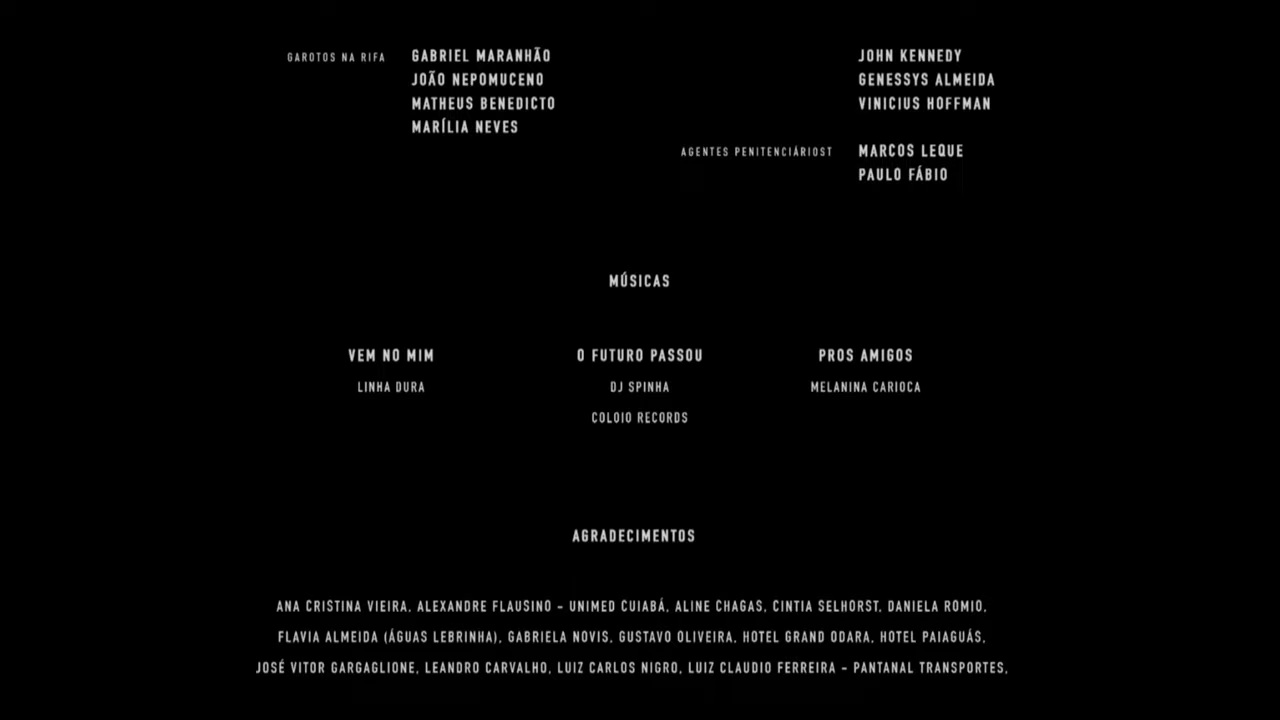 GAROTOS NA RIFA GABRIEL MARANHÃO
JOÃO NEPOMUCENO
MATHEUS BENEDICTO
MARÍLIA NEVES
JOHN KENNEDY
GENESSYS ALMEIDA
VINICIUS HOFFMAN
AGENTES PENITENCIÁRIOST MARCOS LEQUE
PAULO FÁBIO
MÚSICAS
VEM NO MIM
LINHA DURA
O FUTURO PASSOU
DJ SPINHA
COLOIO RECORDS
PROS AMIGOS
MELANINA CARIOCA
AGRADECIMENTOS
ANA CRISTINA VIEIRA, ALEXANDRE FLAUSINO – UNIMED CUIABÁ, ALINE CHAGAS, CINTIA SELHORST, DANIELA ROMIO,
FLAVIA ALMEIDA (ÁGUAS LEBRINHA), GABRIELA NOVIS, GUSTAVO OLIVEIRA, HOTEL GRAND ODARA, HOTEL PAIAGUÁS,
JOSÉ VITOR GARGAGLIONE, LEANDRO CARVALHO, LUIZ CARLOS NIGRO, LUIZ CLAUDIO FERREIRA – PANTANAL TRANSPORTES,